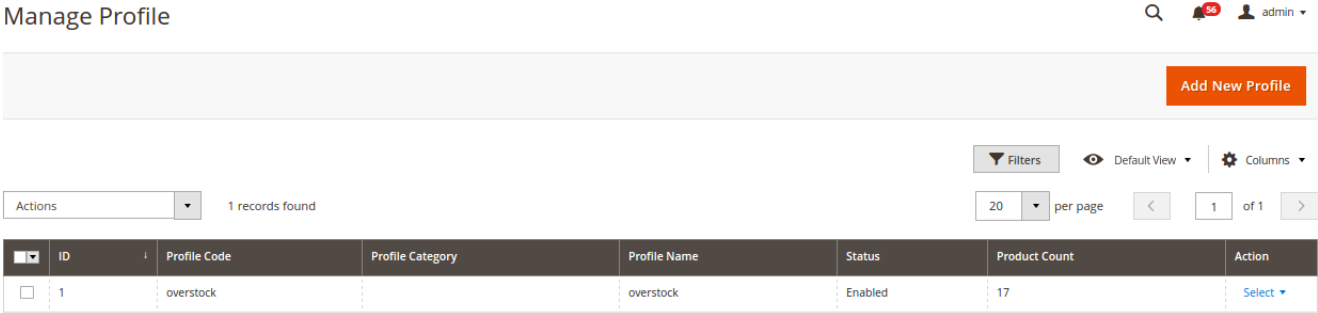 Manage Profile
56
admin
Add New Profile
Filters
Default View
Columns
Actions
1 records found
20
per page
1
of 1
ID ↓ Profile Code Profile Category Profile Name Status Product Count Action
1 overstock overstock Enabled 17 Select